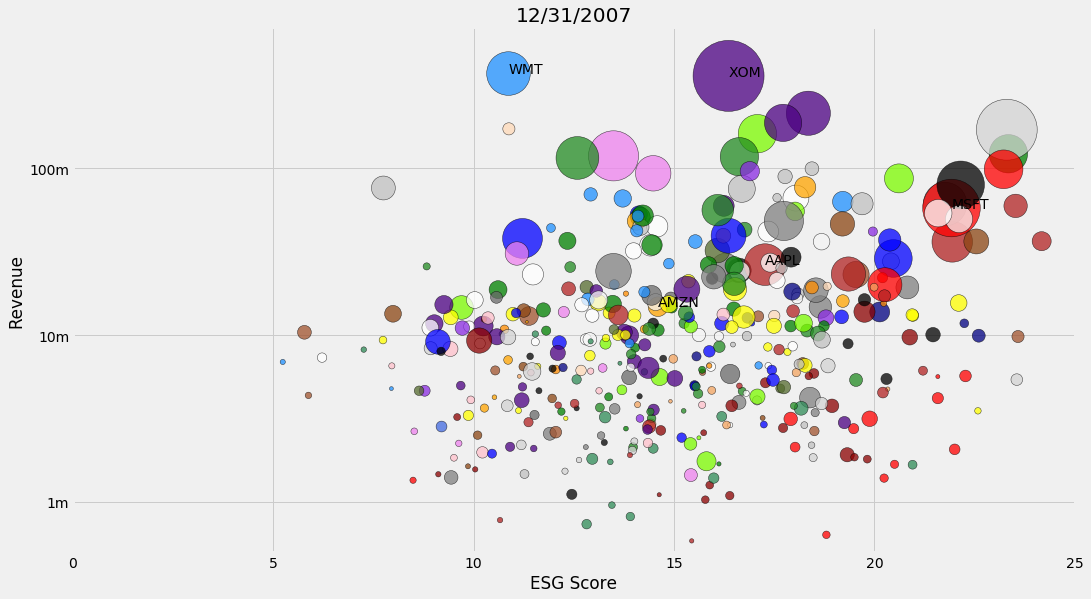 12/31/2007
Revenue
100m
10m
1m
WMT
XOM
MSFT
AAPL
AMZN
0 5 10 15 20 25
ESG Score